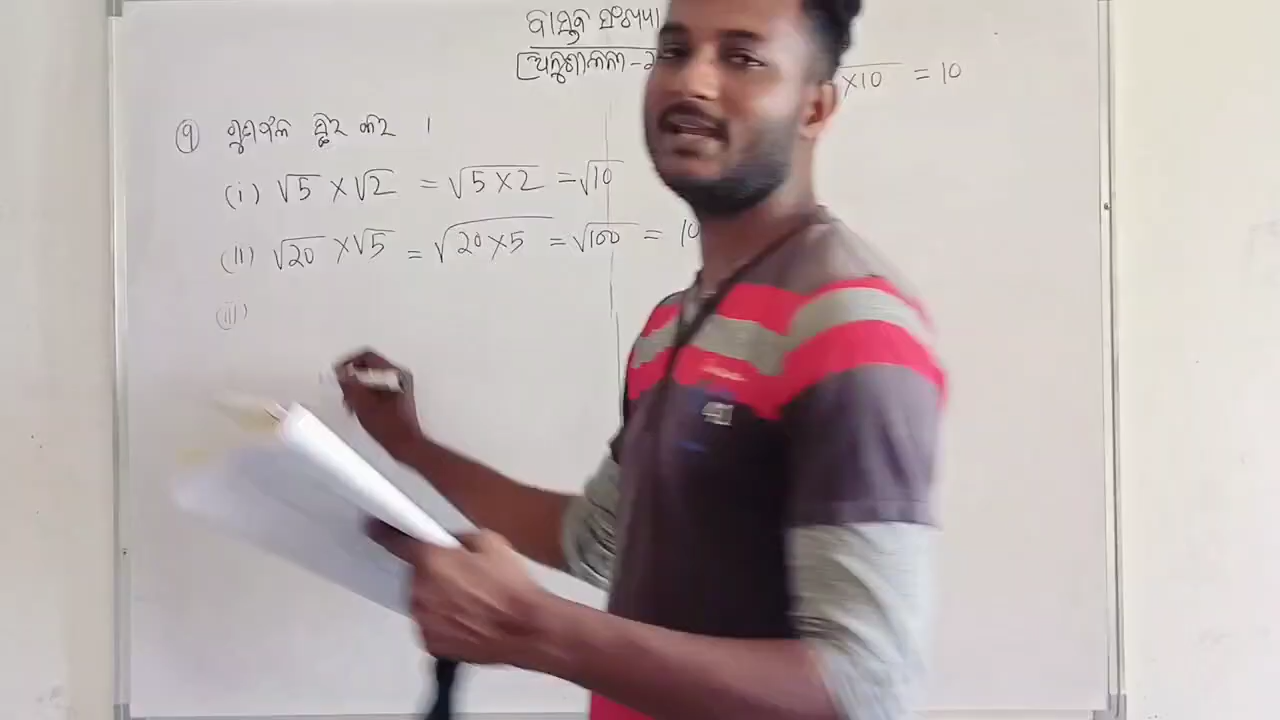 ବାସ୍ତବ ସଂଖ୍ୟା
ଅନୁଶୀଳନୀ -
×10 = 10
୩ ଗୁଣଫଳ ସ୍ଥିର କର ।
(i) √5 × √2 = √5×2 = √10
(ii) √20 × √5 = √20×5 = √100 = 10
(iii)